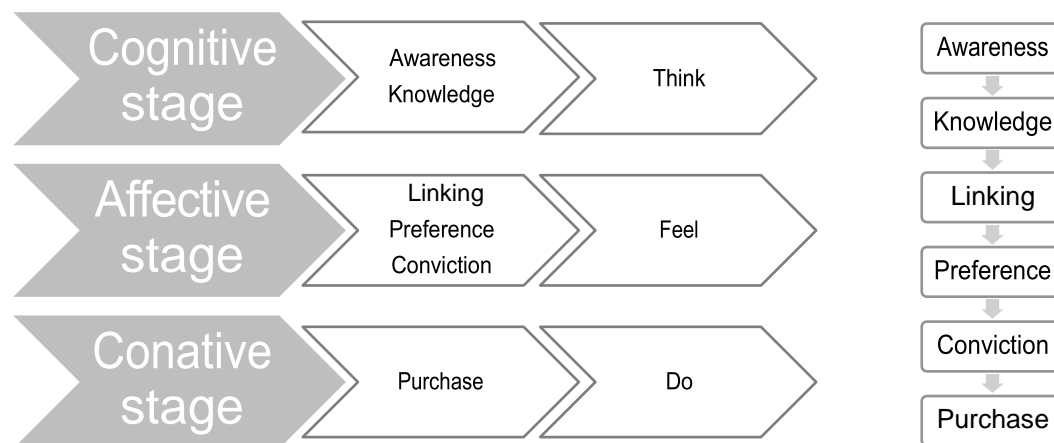 Cognitive
stage
Awareness
Knowledge
Think
Affective
stage
Linking
Preference
Conviction
Feel
Conative
stage
Purchase
Do
Awareness
Knowledge
Linking
Preference
Conviction
Purchase